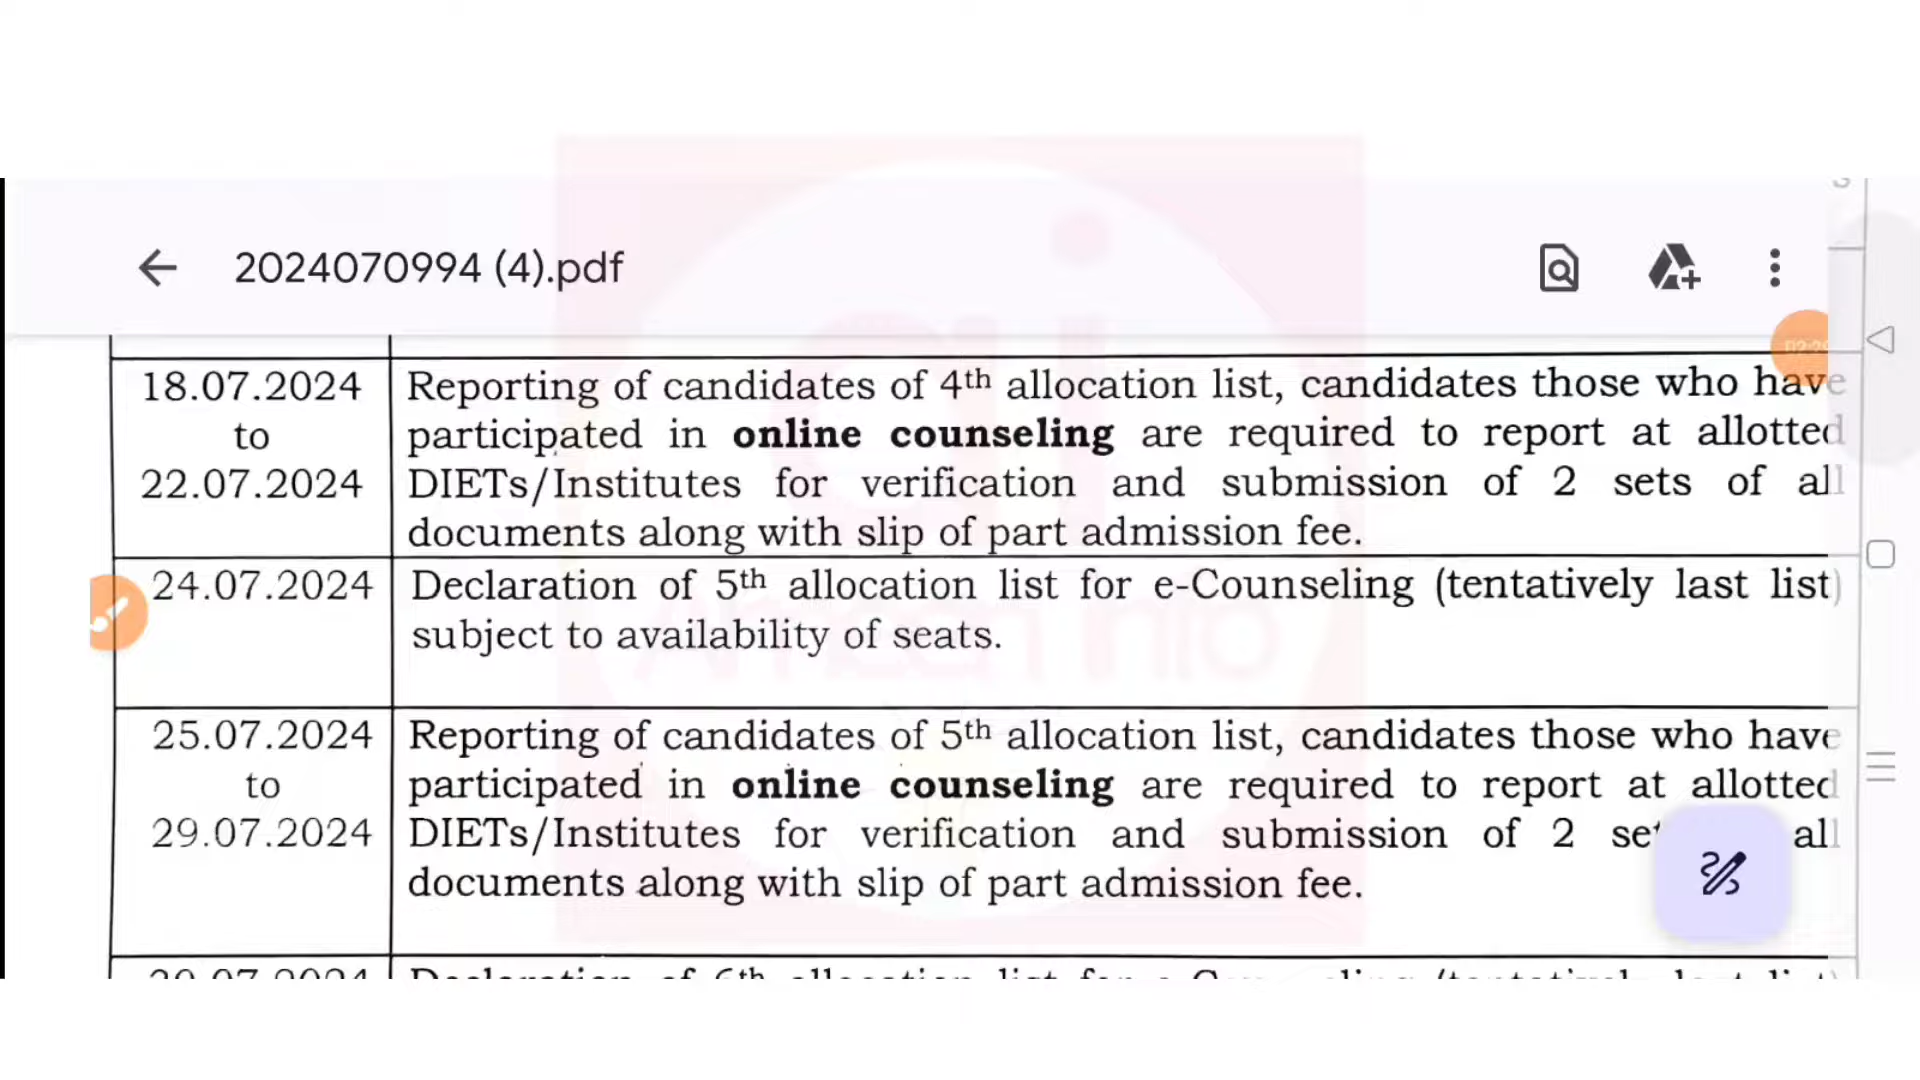 2024070994 (4).pdf
18.07.2024
to
22.07.2024
Reporting of candidates of 4th allocation list, candidates those who have
participated in online counseling are required to report at allotted
DIETs/Institutes for verification and submission of 2 sets of all
documents along with slip of part admission fee.
24.07.2024
Declaration of 5th allocation list for e-Counseling (tentatively last list)
subject to availability of seats.
25.07.2024
to
29.07.2024
Reporting of candidates of 5th allocation list, candidates those who have
participated in online counseling are required to report at allotted
DIETs/Institutes for verification and submission of 2 all
documents along with slip of part admission fee.
Ameen Info